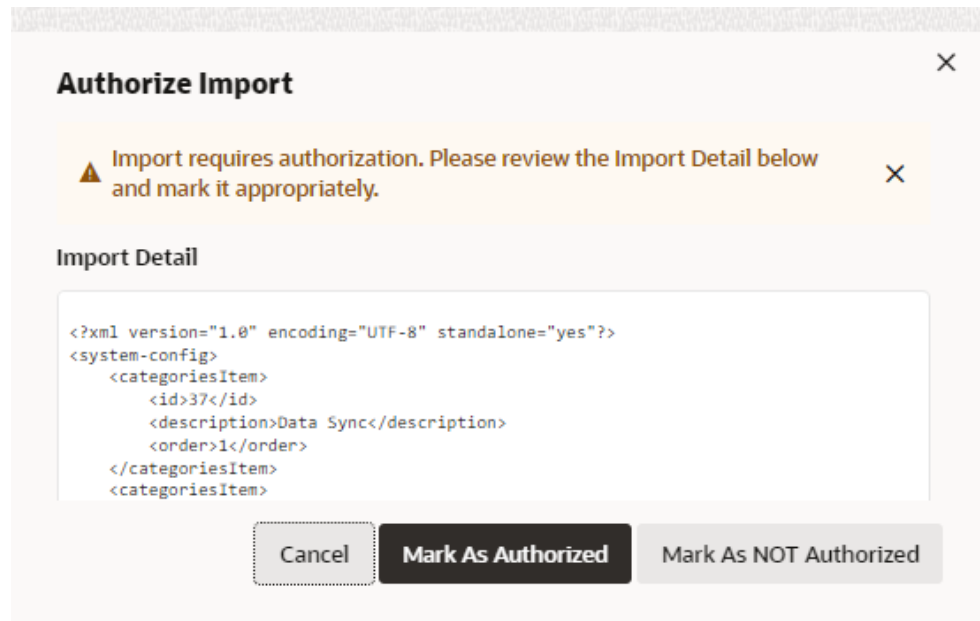 Authorize Import
Import requires authorization. Please review the Import Detail below
and mark it appropriately.
Import Detail
<?xml version="1.0" encoding="UTF-8" standalone="yes"?>
<system-config>
    <categoriesItem>
        <id>37</id>
        <description>Data Sync</description>
        <order>1</order>
    </categoriesItem>
    <categoriesItem>
Cancel Mark As Authorized Mark As NOT Authorized